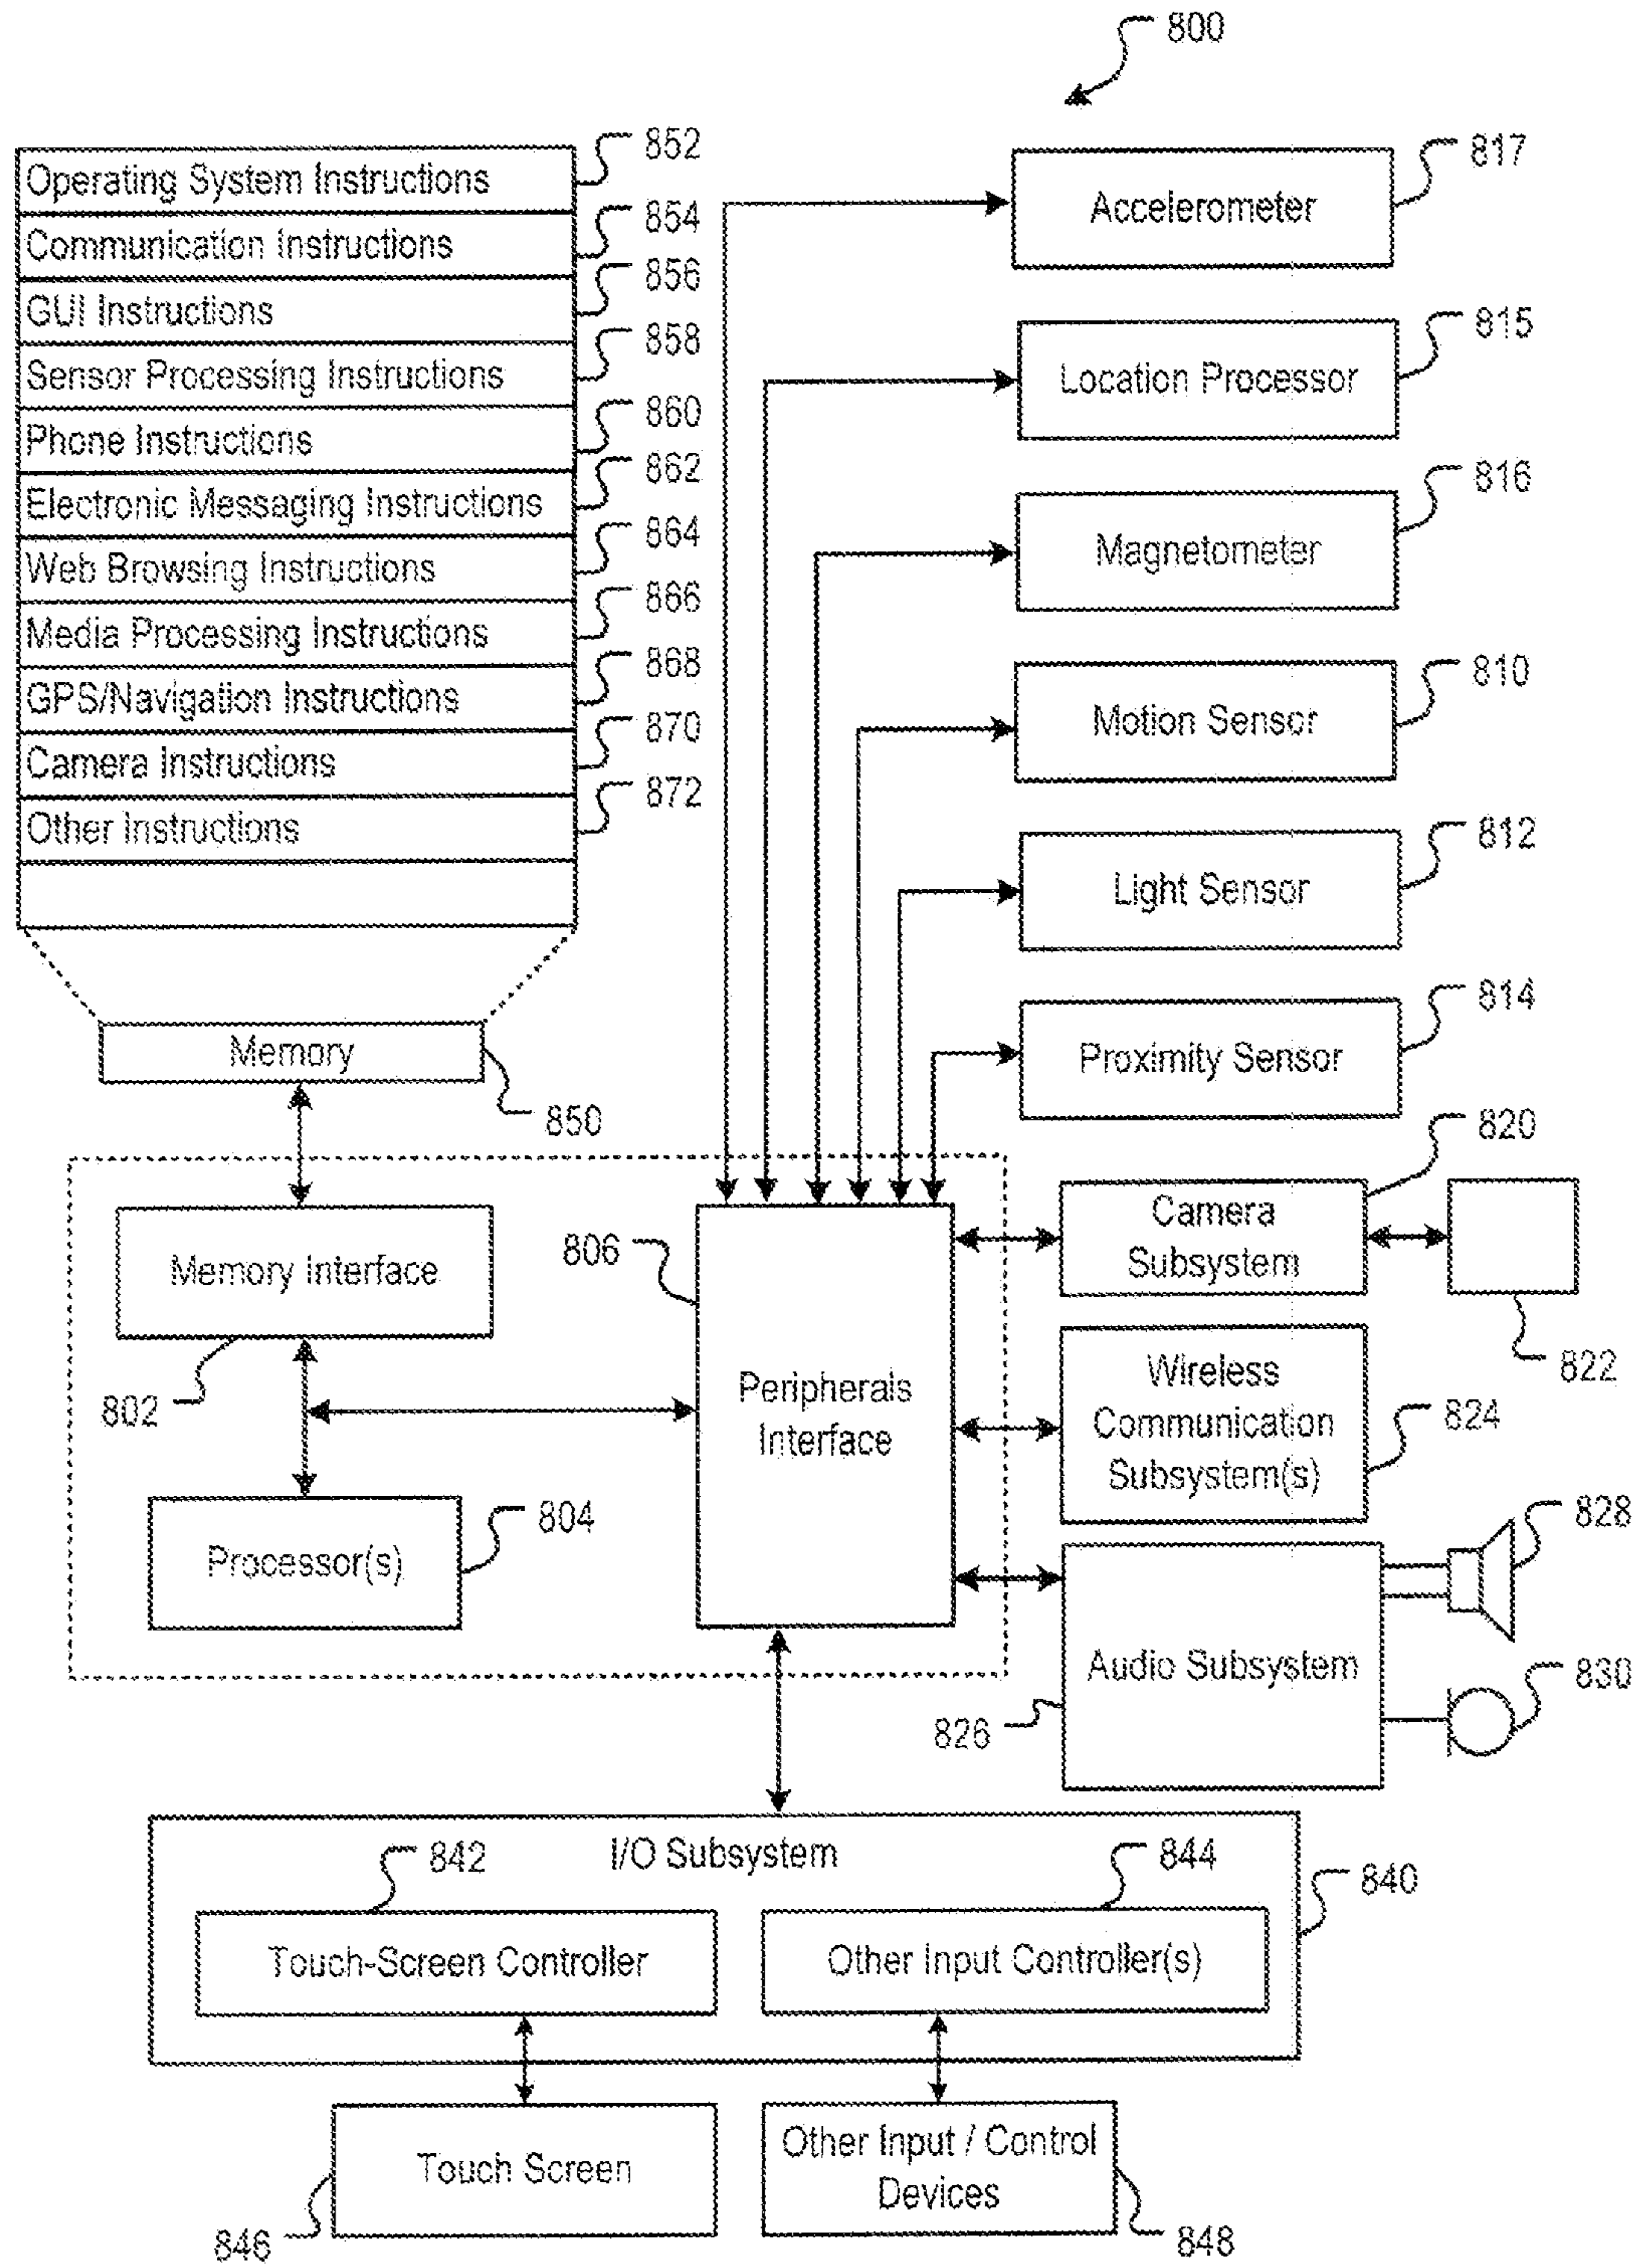 800
852
Operating System Instructions
854
Communication Instructions
856
GUI Instructions
858
Sensor Processing Instructions
860
Phone Instructions
862
Electronic Messaging Instructions
864
Web Browsing Instructions
866
Media Processing Instructions
868
GPS/Navigation Instructions
870
Camera Instructions
872
Other Instructions
Memory
850
817
Accelerometer
815
Location Processor
816
Magnetometer
810
Motion Sensor
812
Light Sensor
814
Proximity Sensor
820
Camera
Subsystem
822
806
Memory Interface
802
Peripherals
Interface
Wireless
Communication
Subsystem(s)
824
804
Processor(s)
828
Audio Subsystem
826
830
I/O Subsystem
842
844
840
Touch-Screen Controller
Other Input Controller(s)
Touch Screen
846
Other Input / Control
Devices
848